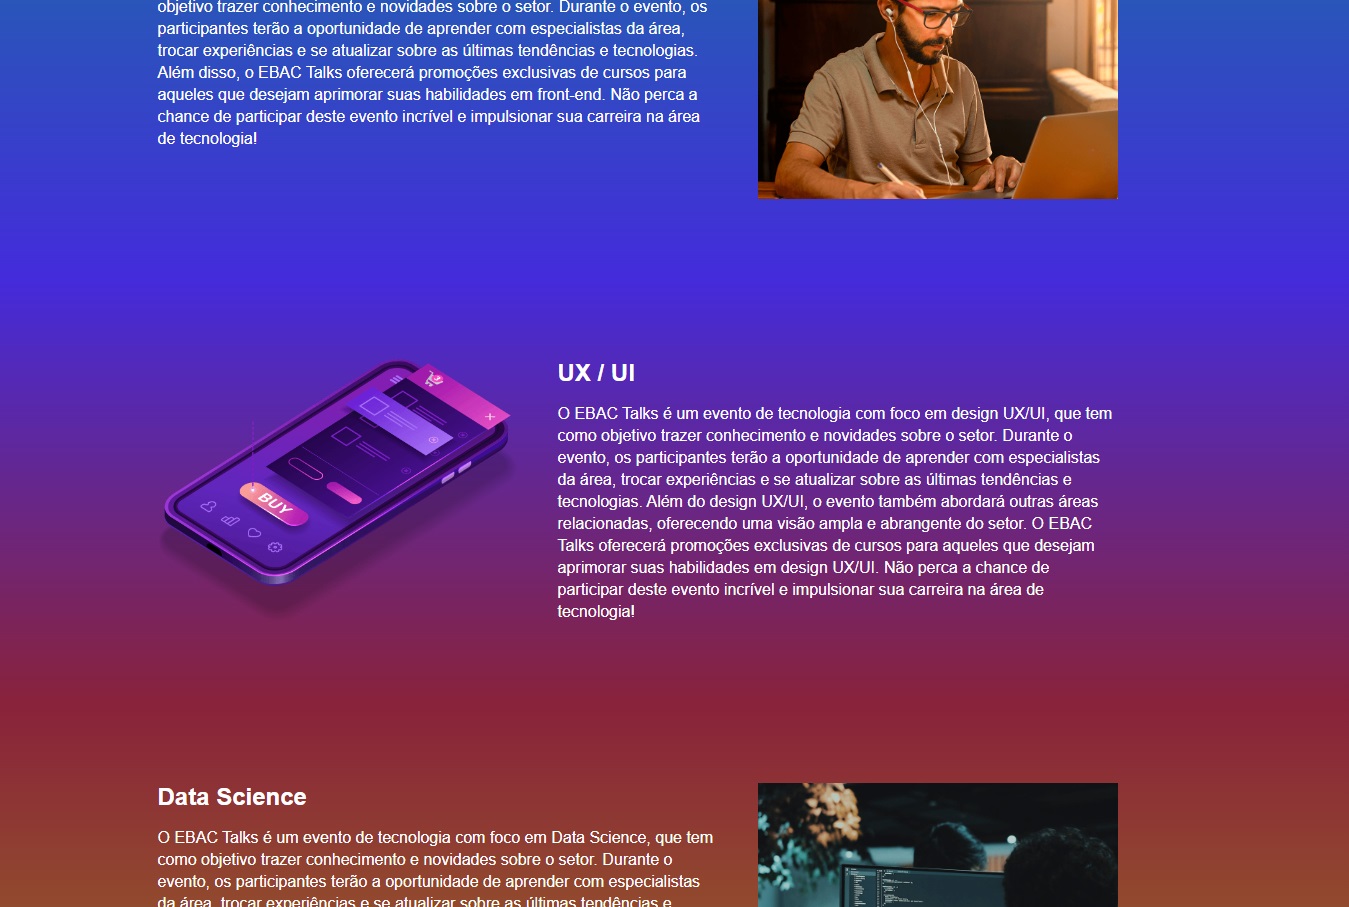 objetivo trazer conhecimento e novidades sobre o setor. Durante o evento, os
participantes terão a oportunidade de aprender com especialistas da área,
trocar experiências e se atualizar sobre as últimas tendências e tecnologias.
Além disso, o EBAC Talks oferecerá promoções exclusivas de cursos para
aqueles que desejam aprimorar suas habilidades em front-end. Não perca a
chance de participar deste evento incrível e impulsionar sua carreira na área
de tecnologia!
BUY
UX / UI
O EBAC Talks é um evento de tecnologia com foco em design UX/UI, que tem
como objetivo trazer conhecimento e novidades sobre o setor. Durante o
evento, os participantes terão a oportunidade de aprender com especialistas
da área, trocar experiências e se atualizar sobre as últimas tendências e
tecnologias. Além do design UX/UI, o evento também abordará outras áreas
relacionadas, oferecendo uma visão ampla e abrangente do setor. O EBAC
Talks oferecerá promoções exclusivas de cursos para aqueles que desejam
aprimorar suas habilidades em design UX/UI. Não perca a chance de
participar deste evento incrível e impulsionar sua carreira na área de
tecnologia!
Data Science
O EBAC Talks é um evento de tecnologia com foco em Data Science, que tem
como objetivo trazer conhecimento e novidades sobre o setor. Durante o
evento, os participantes terão a oportunidade de aprender com especialistas
da área, trocar experiências e se atualizar sobre as últimas tendências e